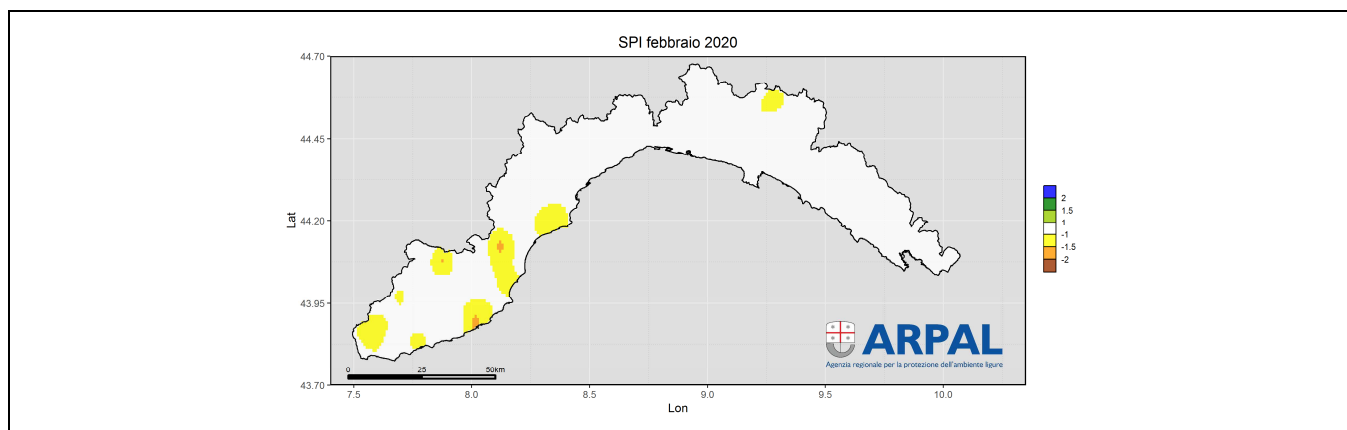 SPI febbraio 2020
44.70
44.45
44.20
43.95
43.70
Lat
2
1.5
1
-1
-1.5
-2
ARPAL
Agenzia regionale per la protezione dell'ambiente ligure
0 25 50km
7.5 8.0 8.5 9.0 9.5 10.0
Lon